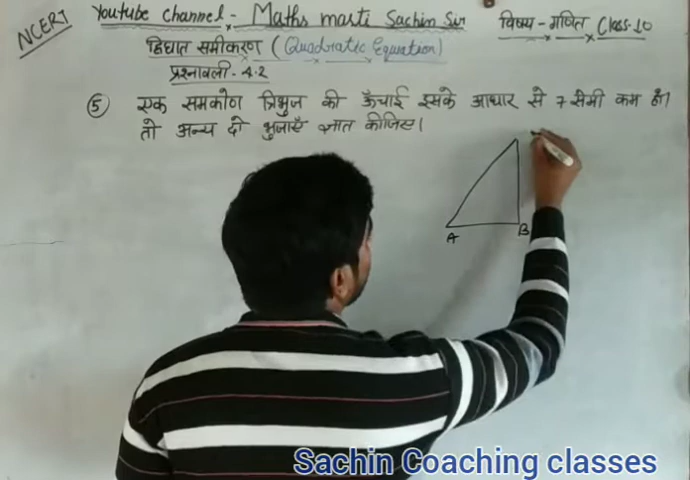 NCERT
Youtube channel - Maths masti Sachin Sir
विषय - गणित Class-10
द्विघात समीकरण (Quadratic Equation)
प्रश्नावली - 4.2
⑤ एक समकोण त्रिभुज की ऊँचाई इसके आधार से 7 सेमी कम है।
तो अन्य दो भुजाएँ ज्ञात कीजिए।
A B
Sachin Coaching classes